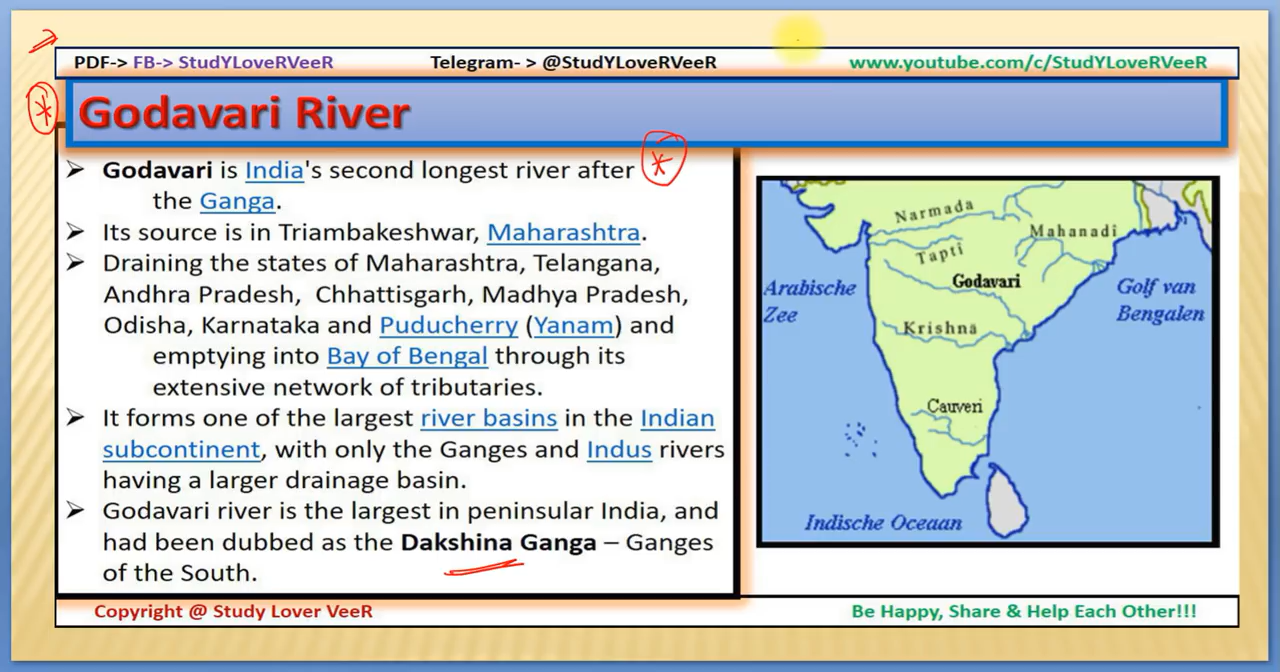 PDF-> FB-> StudYLoveRVeeR Telegram- > @StudYLoveRVeeR www.youtube.com/c/StudYLoveRVeeR
Godavari River
➢ Godavari is India's second longest river after
the Ganga.
➢ Its source is in Triambakeshwar, Maharashtra.
➢ Draining the states of Maharashtra, Telangana,
Andhra Pradesh, Chhattisgarh, Madhya Pradesh,
Odisha, Karnataka and Puducherry (Yanam) and
emptying into Bay of Bengal through its
extensive network of tributaries.
➢ It forms one of the largest river basins in the Indian
subcontinent, with only the Ganges and Indus rivers
having a larger drainage basin.
➢ Godavari river is the largest in peninsular India, and
had been dubbed as the Dakshina Ganga – Ganges
of the South.
Narmada
Mahanadi
Tapti
Godavari
Arabische
Zee
Golf van
Bengalen
Krishna
Cauveri
Indische Oceaan
Copyright @ Study Lover VeeR Be Happy, Share & Help Each Other!!!